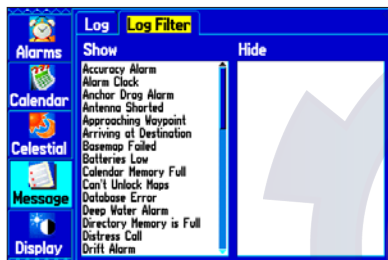 Log
Log Filter
Alarms
Calendar
Celestial
Message
Display
Show
Accuracy Alarm
Alarm Clock
Anchor Drag Alarm
Antenna Shorted
Approaching Waypoint
Arriving at Destination
Basemap Failed
Batteries Low
Calendar Memory Full
Can't Unlock Maps
Database Error
Deep Water Alarm
Directory Memory is Full
Distress Call
Drift Alarm
Hide